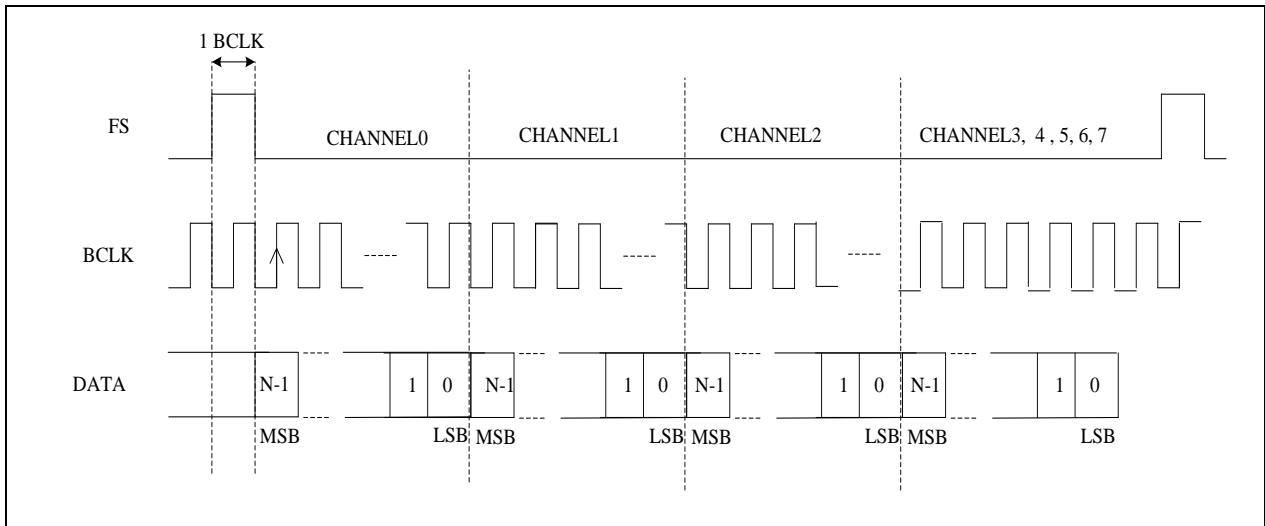 1 BCLK
FS
CHANNEL0
CHANNEL1
CHANNEL2
CHANNEL3, 4 , 5, 6, 7
BCLK
DATA
N-1
1
0
N-1
1
0
N-1
1
0
N-1
1
0
MSB
LSB
MSB
LSB
MSB
LSB
MSB
LSB